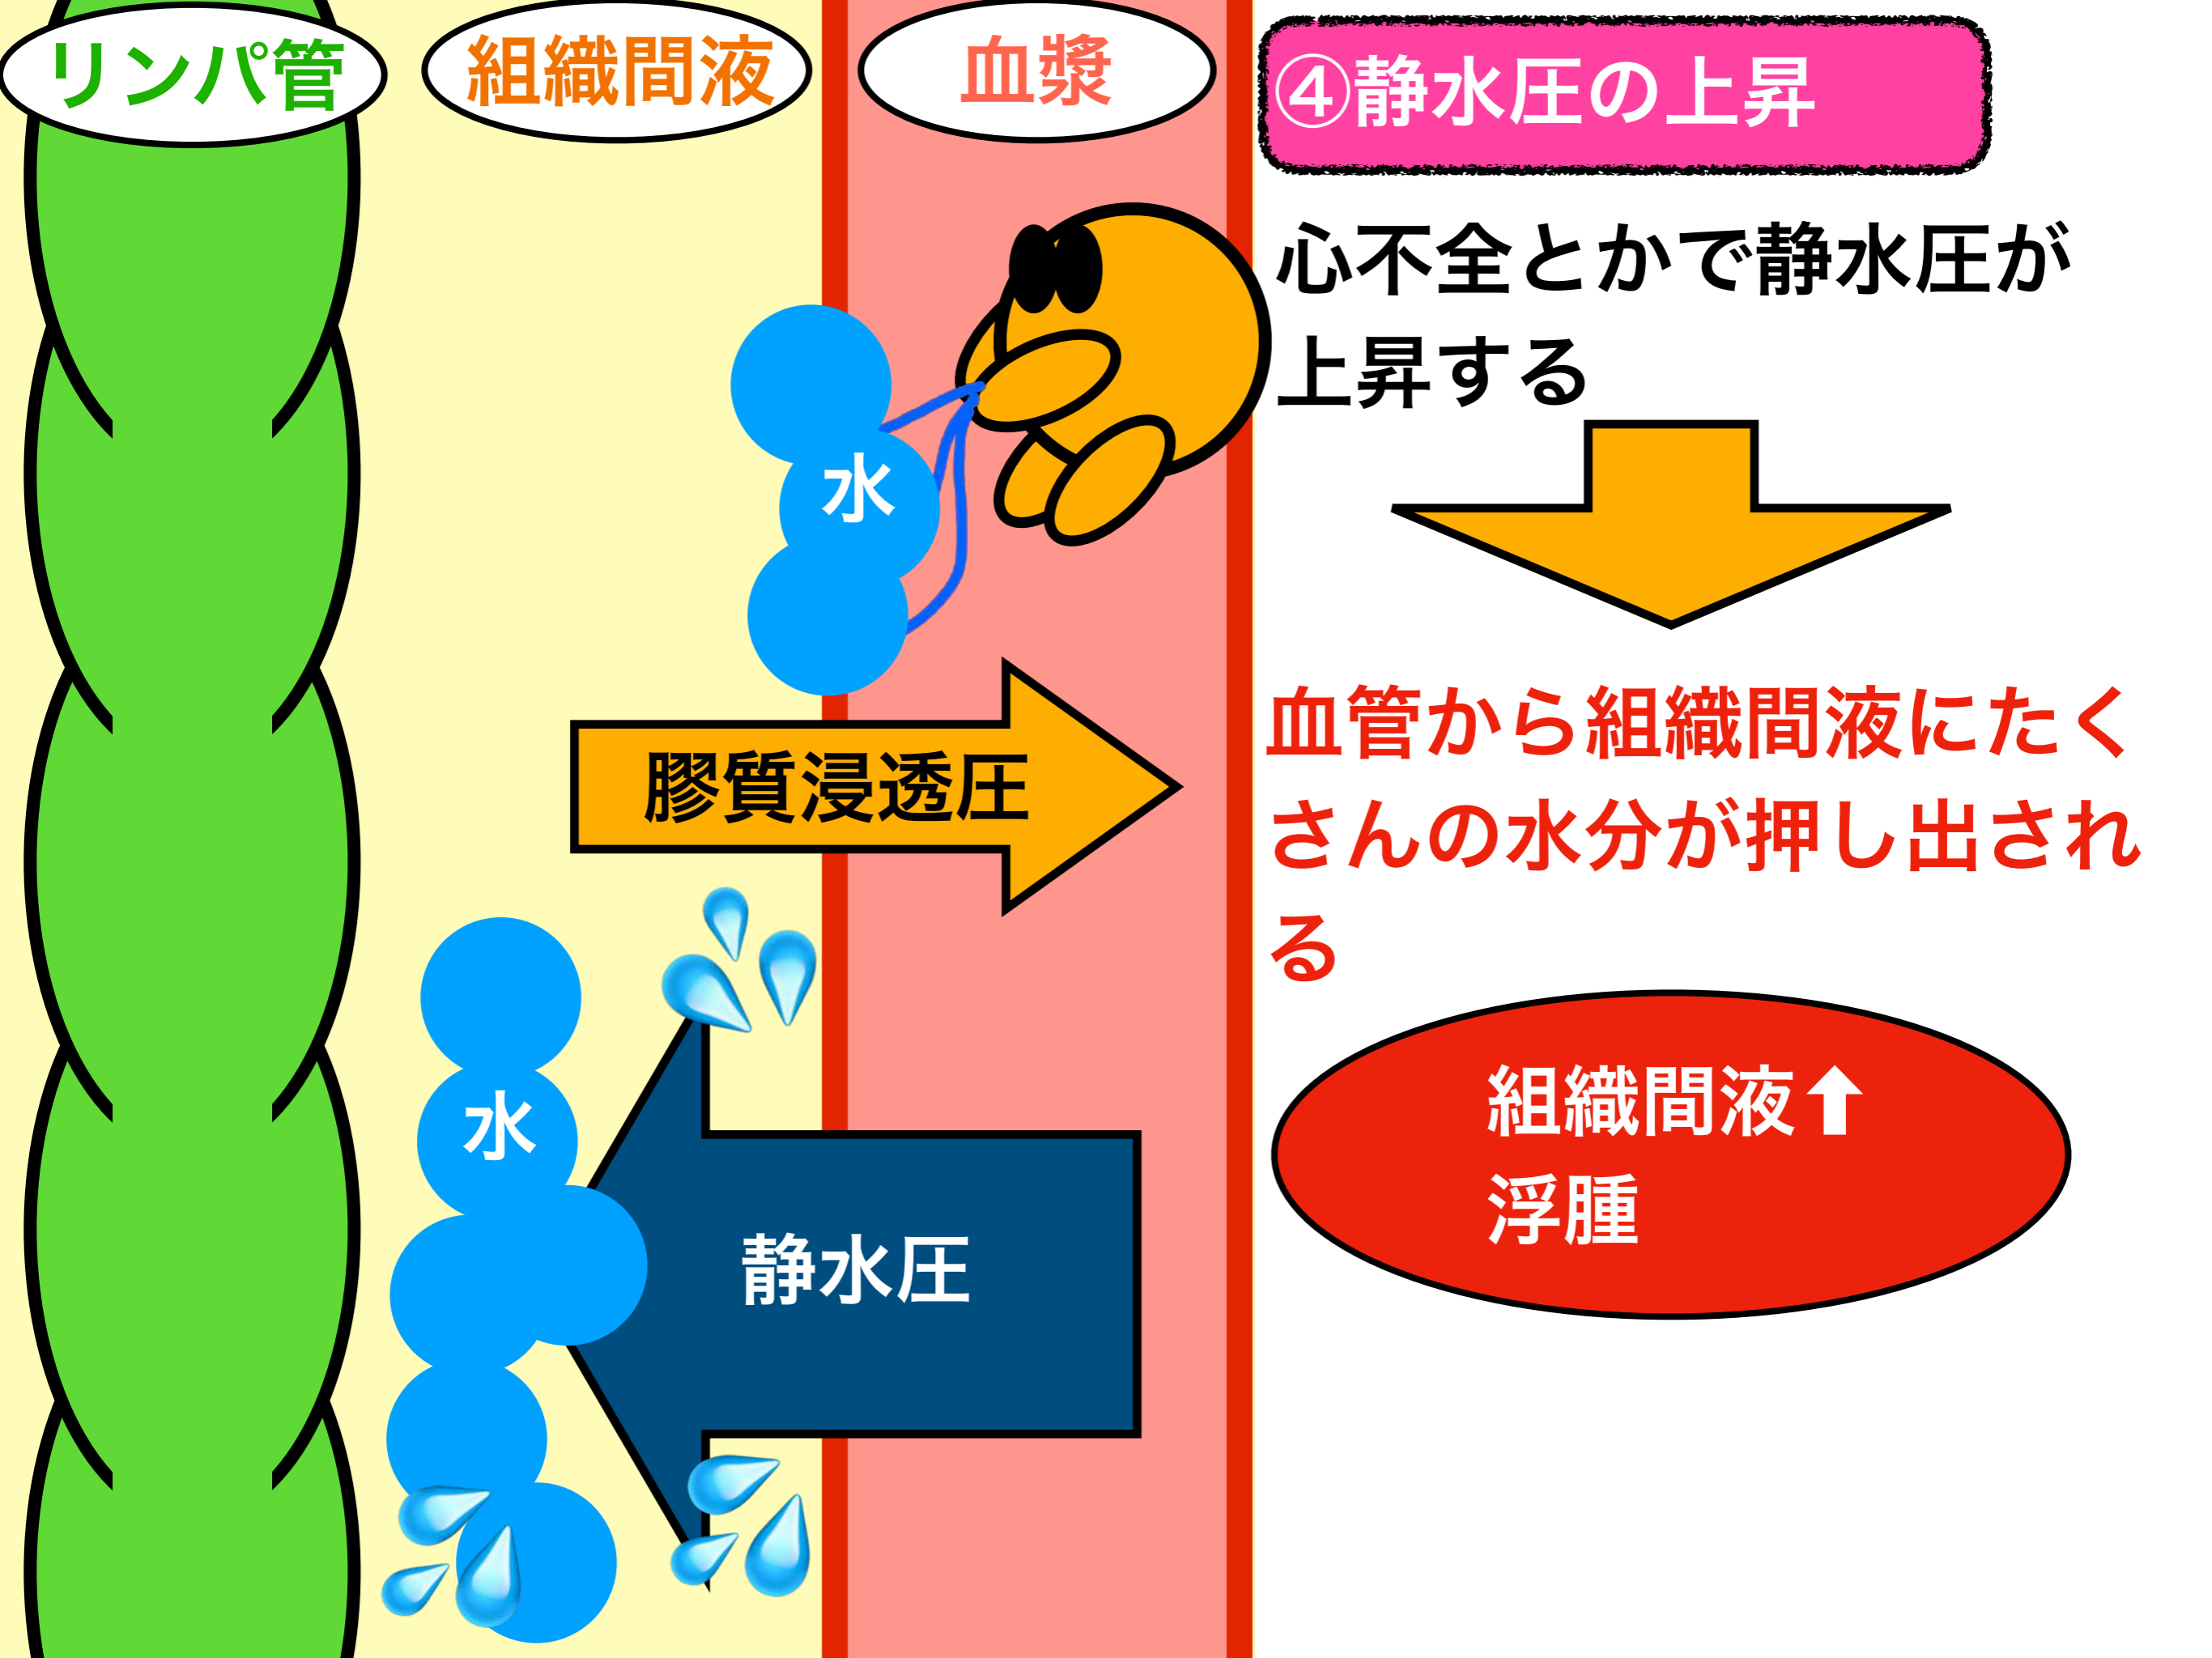 リンパ管
組織間液
血漿
④静水圧の上昇
心不全とかで静水圧が
上昇する
水
膠質浸透圧
血管から組織間液にたく
さんの水分が押し出され
る
水
静水圧
組織間液⬆
浮腫